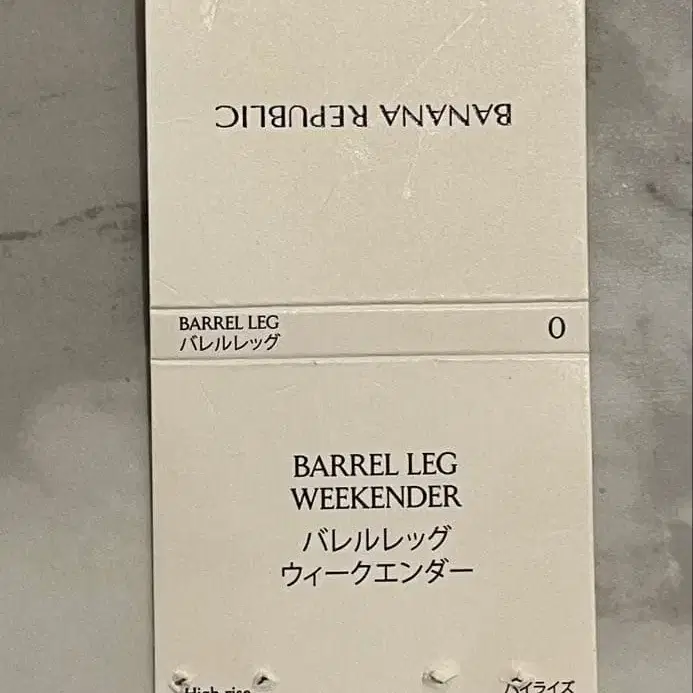 BANANA REPUBLIC
BARREL LEG 0
バレルレッグ
BARREL LEG
WEEKENDER
バレルレッグ
ウィークエンダー
High rise ハイライズ